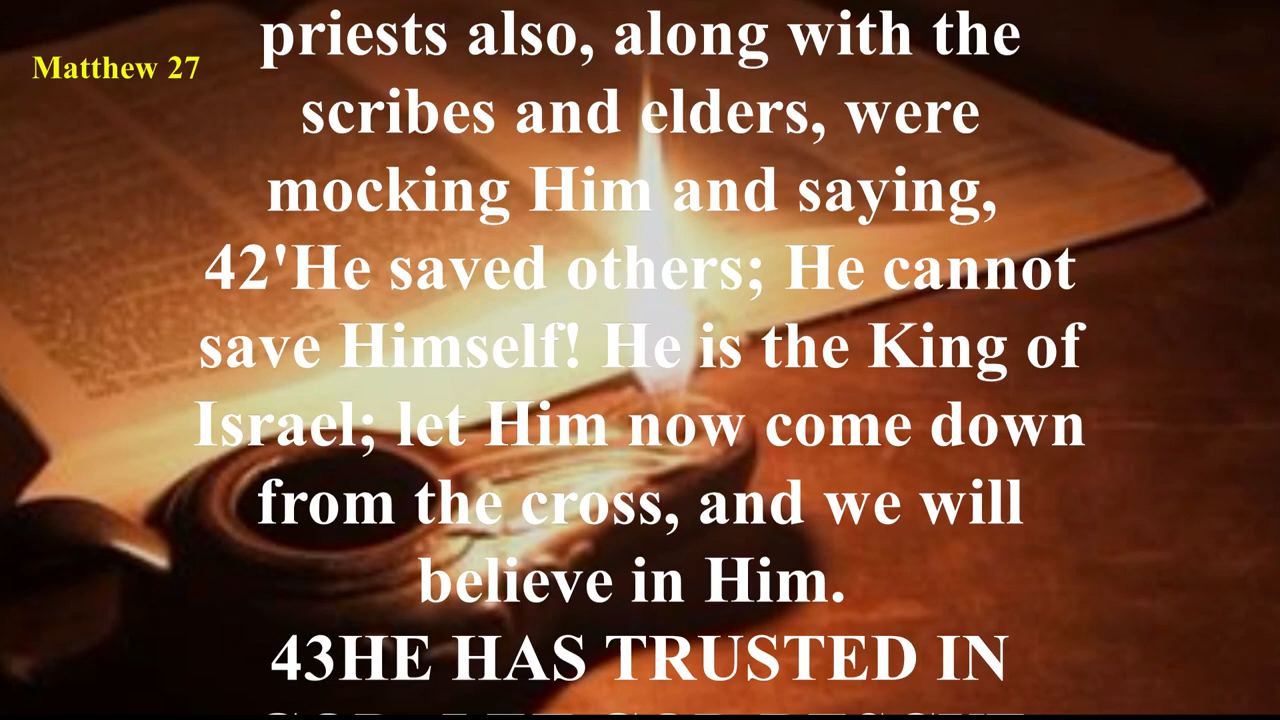 priests also, along with the
Matthew 27
scribes and elders, were
mocking Him and saying,
42'He saved others; He cannot
save Himself! He is the King of
Israel; let Him now come down
from the cross, and we will
believe in Him.
43HE HAS TRUSTED IN